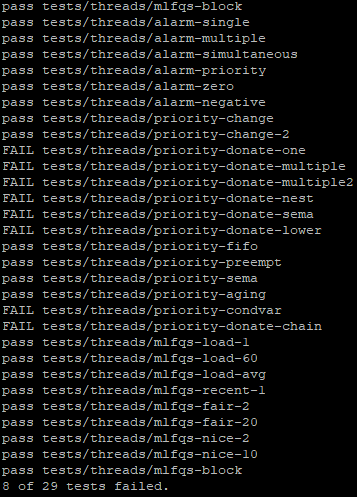 pass tests/threads/mlfqs-block
pass tests/threads/alarm-single
pass tests/threads/alarm-multiple
pass tests/threads/alarm-simultaneous
pass tests/threads/alarm-priority
pass tests/threads/alarm-zero
pass tests/threads/alarm-negative
pass tests/threads/priority-change
pass tests/threads/priority-change-2
FAIL tests/threads/priority-donate-one
FAIL tests/threads/priority-donate-multiple
FAIL tests/threads/priority-donate-multiple2
FAIL tests/threads/priority-donate-nest
FAIL tests/threads/priority-donate-sema
FAIL tests/threads/priority-donate-lower
pass tests/threads/priority-fifo
pass tests/threads/priority-preempt
pass tests/threads/priority-sema
pass tests/threads/priority-aging
FAIL tests/threads/priority-condvar
FAIL tests/threads/priority-donate-chain
pass tests/threads/mlfqs-load-1
pass tests/threads/mlfqs-load-60
pass tests/threads/mlfqs-load-avg
pass tests/threads/mlfqs-recent-1
pass tests/threads/mlfqs-fair-2
pass tests/threads/mlfqs-fair-20
pass tests/threads/mlfqs-nice-2
pass tests/threads/mlfqs-nice-10
pass tests/threads/mlfqs-block
8 of 29 tests failed.